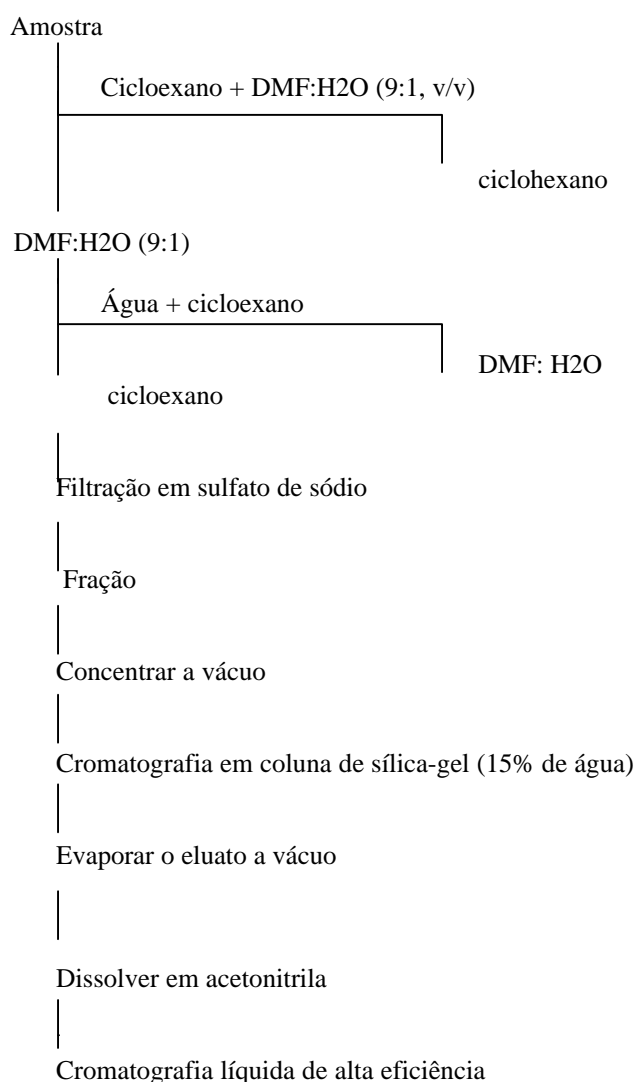 Amostra
Cicloexano + DMF:H2O (9:1, v/v)
ciclohexano
DMF:H2O (9:1)
Água + cicloexano
DMF: H2O
cicloexano
Filtração em sulfato de sódio
Fração
Concentrar a vácuo
Cromatografia em coluna de sílica-gel (15% de água)
Evaporar o eluato a vácuo
Dissolver em acetonitrila
Cromatografia líquida de alta eficiência